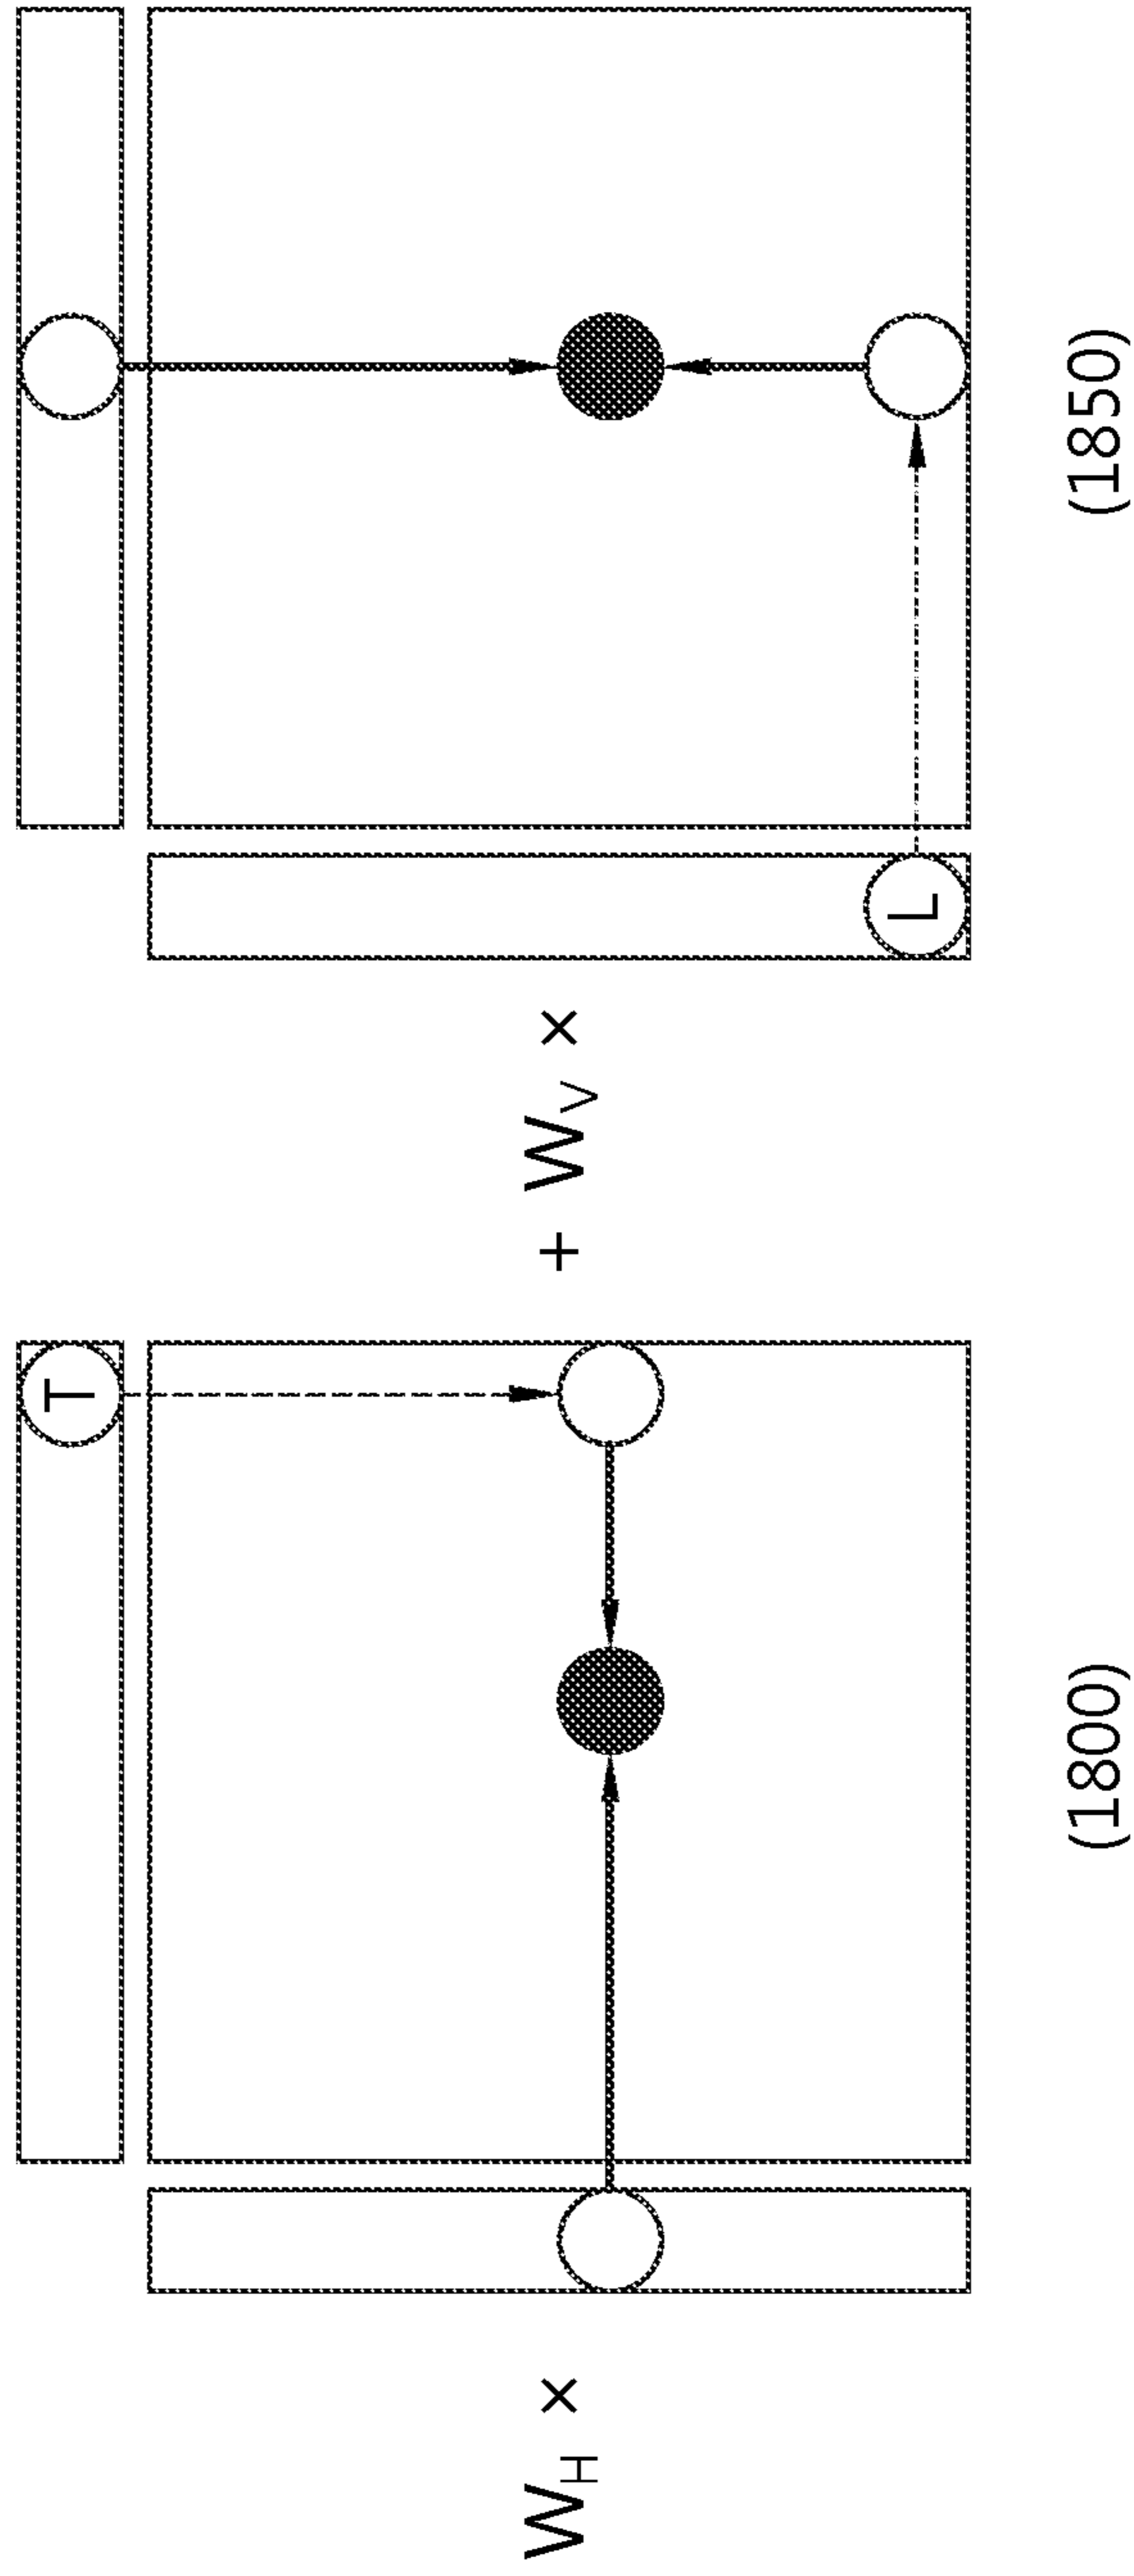 W_H × T + W_V × L
(1800) (1850)